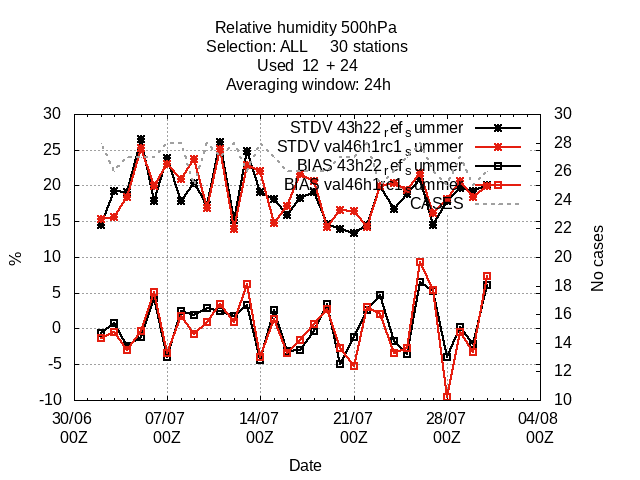 Relative humidity 500hPa
Selection: ALL 30 stations
Used 12 + 24
Averaging window: 24h
30 30
STDV 43h22_ref_summer
25 28
STDV val46h1rc1_summer
BIAS 43h22_ref_summer
20 26
BIAS val46h1rc1_summer
CASES
15 24
10 22
5 20
0 18
-5 16
-10 14
12
10
%
No cases
30/06 07/07 14/07 21/07 28/07 04/08
00Z 00Z 00Z 00Z 00Z 00Z
Date